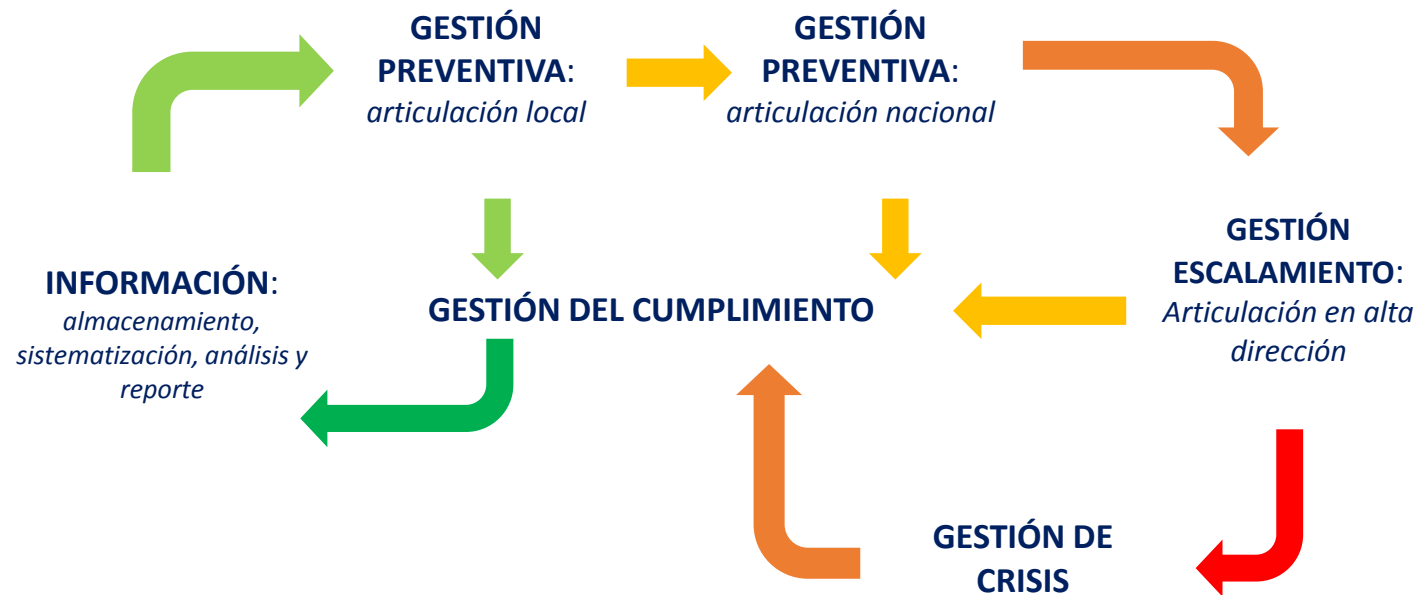 GESTIÓN
PREVENTIVA:
articulación local
GESTIÓN
PREVENTIVA:
articulación nacional
GESTIÓN
ESCALAMIENTO:
Articulación en alta
dirección
INFORMACIÓN:
almacenamiento,
sistematización, análisis y
reporte
GESTIÓN DEL CUMPLIMIENTO
GESTIÓN DE
CRISIS